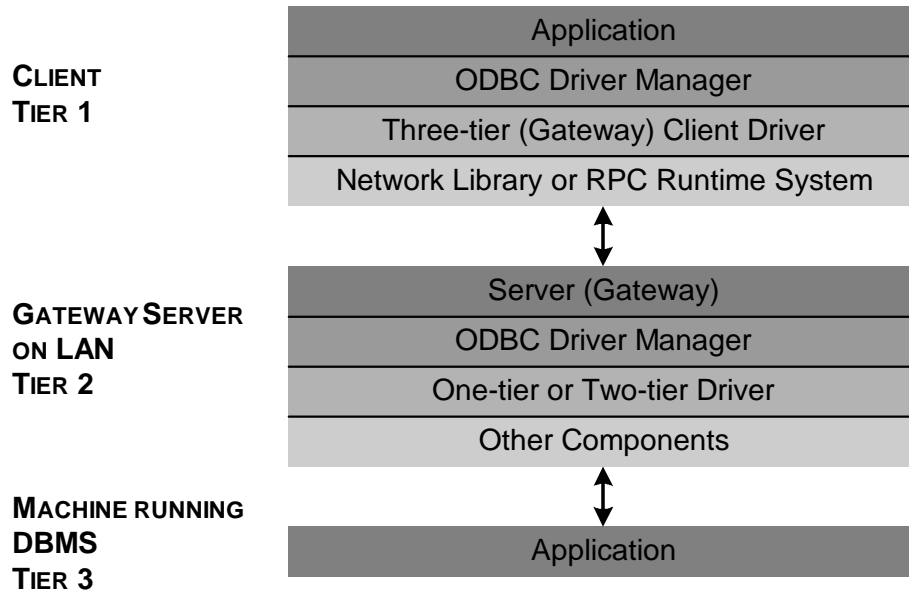 CLIENT
TIER 1
Application
ODBC Driver Manager
Three-tier (Gateway) Client Driver
Network Library or RPC Runtime System
GATEWAY SERVER
ON LAN
TIER 2
Server (Gateway)
ODBC Driver Manager
One-tier or Two-tier Driver
Other Components
MACHINE RUNNING
DBMS
TIER 3
Application